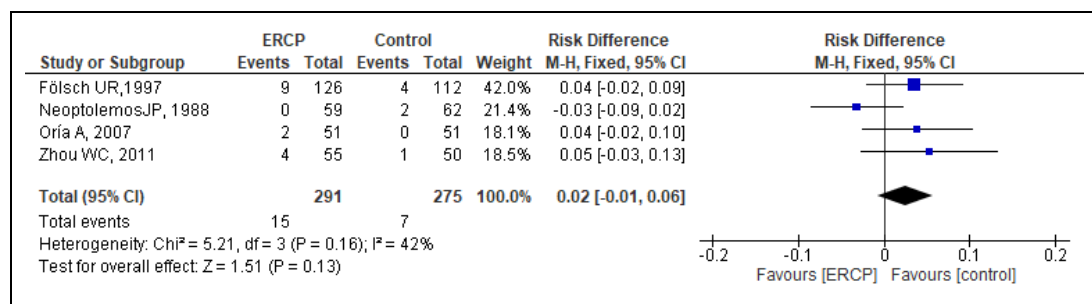 ERCP Control Risk Difference Risk Difference
Study or Subgroup Events Total Events Total Weight M-H, Fixed, 95% CI M-H, Fixed, 95% CI
Fölsch UR,1997 9 126 4 112 42.0% 0.04 [-0.02, 0.09]
NeoptolemosJP, 1988 0 59 2 62 21.4% -0.03 [-0.09, 0.02]
Oría A, 2007 2 51 0 51 18.1% 0.04 [-0.02, 0.10]
Zhou WC, 2011 4 55 1 50 18.5% 0.05 [-0.03, 0.13]
Total (95% CI) 291 275 100.0% 0.02 [-0.01, 0.06]
Total events 15 7
Heterogeneity: Chi² = 5.21, df = 3 (P = 0.16); I² = 42%
Test for overall effect: Z = 1.51 (P = 0.13)
-0.2 -0.1 0 0.1 0.2
Favours [ERCP] Favours [control]